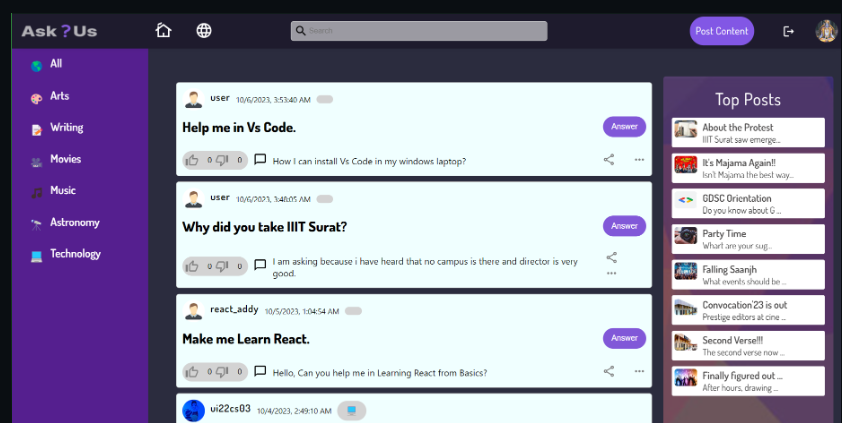 Ask?Us
Search
Post Content
All
Arts
Writing
Movies
Music
Astronomy
Technology
user 10/6/2023, 3:53:40 AM
Help me in Vs Code.
Answer
0 0 How I can install Vs Code in my windows laptop?
user 10/6/2023, 3:48:05 AM
Why did you take IIIT Surat?
Answer
0 0 I am asking because i have heard that no campus is there and director is very
good.
react_addy 10/5/2023, 1:04:54 AM
Make me Learn React.
Answer
0 0 Hello, Can you help me in Learning React from Basics?
vi22cs03 10/4/2023, 2:49:10 AM
Top Posts
About the Protest
IIIT Surat saw emerge...
It's Majama Again!!
Isn't Majama the best way...
GDSC Orientation
Do you know about G ...
Party Time
What are your sug...
Falling Saanjh
What events should be ...
Convocation'23 is out
Prestige editors at cine ...
Second Verse!!!
The second verse now ...
Finally figured out ...
After hours, drawing ...